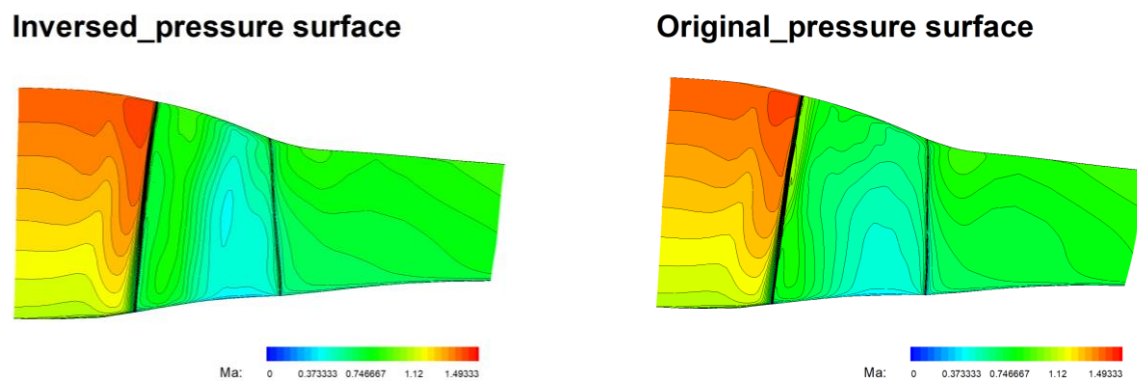 Inversed_pressure surface
Original_pressure surface
Ma: 0 0.373333 0.746667 1.12 1.49333
Ma: 0 0.373333 0.746667 1.12 1.49333